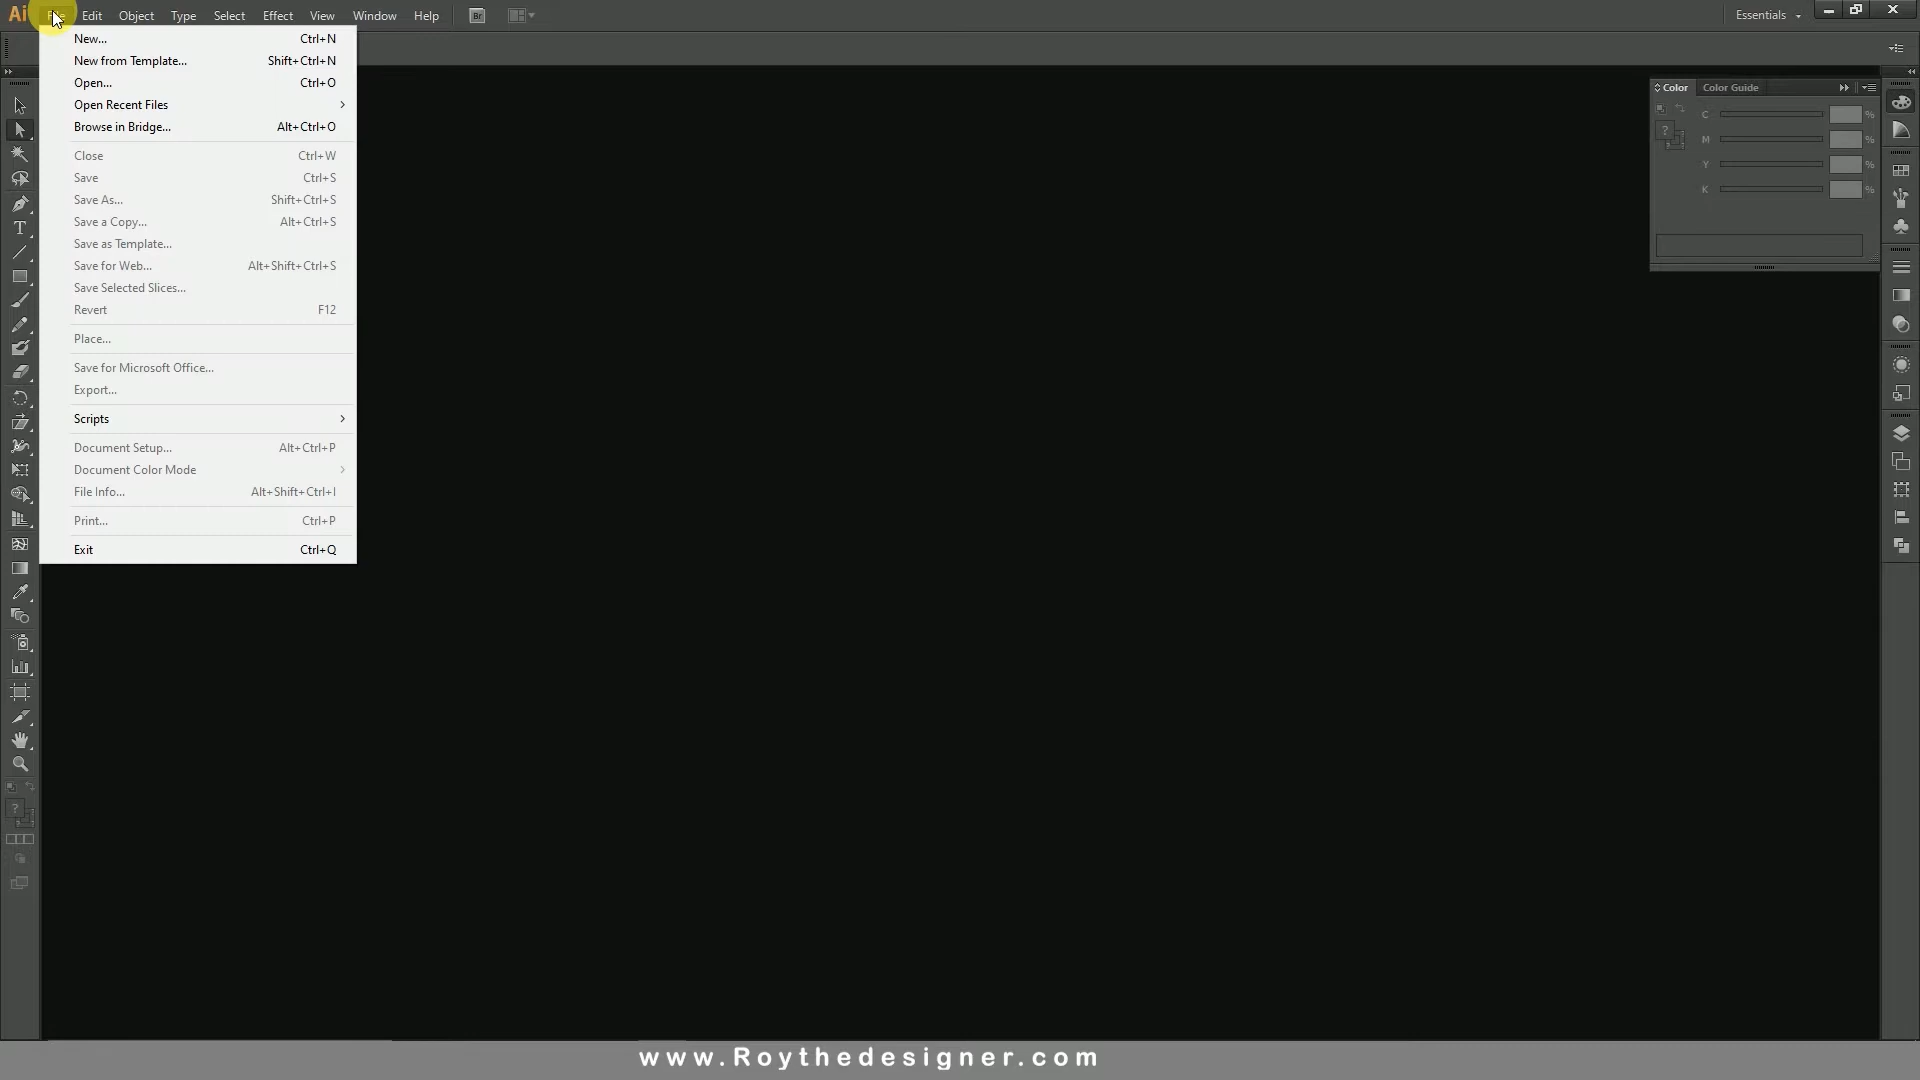 Ai File Edit Object Type Select Effect View Window Help Br Essentials
New... Ctrl+N
New from Template... Shift+Ctrl+N
Open... Ctrl+O
Open Recent Files
Browse in Bridge... Alt+Ctrl+O
Close Ctrl+W
Save Ctrl+S
Save As... Shift+Ctrl+S
Save a Copy... Alt+Ctrl+S
Save as Template...
Save for Web... Alt+Shift+Ctrl+S
Save Selected Slices...
Revert F12
Place...
Save for Microsoft Office...
Export...
Scripts
Document Setup... Alt+Ctrl+P
Document Color Mode
File Info... Alt+Shift+Ctrl+I
Print... Ctrl+P
Exit Ctrl+Q
Color Color Guide
C %
M %
Y %
K %
?
T
?
www.Roythedesigner.com